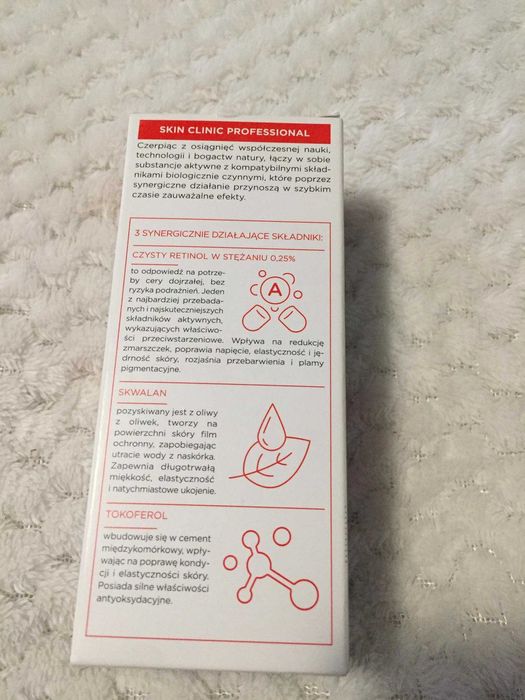 SKIN CLINIC PROFESSIONAL
Czerpiąc z osiągnięć współczesnej nauki,
technologii i bogactw natury, łączy w sobie
substancje aktywne z kompatybilnymi skład-
nikami biologicznie czynnymi, które poprzez
synergiczne działanie przynoszą w szybkim
czasie zauważalne efekty.
3 SYNERGICZNIE DZIAŁAJĄCE SKŁADNIKI:
CZYSTY RETINOL W STĘŻANIU 0,25%
to odpowiedź na potrze-
by cery dojrzałej, bez
ryzyka podrażnień. Jeden
z najbardziej przebada-
nych i najskuteczniejszych
składników aktywnych,
wykazujących właściwo-
ści przeciwstarzeniowe. Wpływa na redukcję
zmarszczek, poprawia napięcie, elastyczność i ję-
drność skóry, rozjaśnia przebarwienia i plamy
pigmentacyjne.
A
SKWALAN
pozyskiwany jest z oliwy
z oliwek, tworzy na
powierzchni skóry film
ochronny, zapobiegając
utracie wody z naskórka.
Zapewnia długotrwałą
miękkość, elastyczność
i natychmiastowe ukojenie.
TOKOFEROL
wbudowuje się w cement
międzykomórkowy, wpły-
wając na poprawę kondy-
cji i elastyczności skóry.
Posiada silne właściwości
antyoksydacyjne.